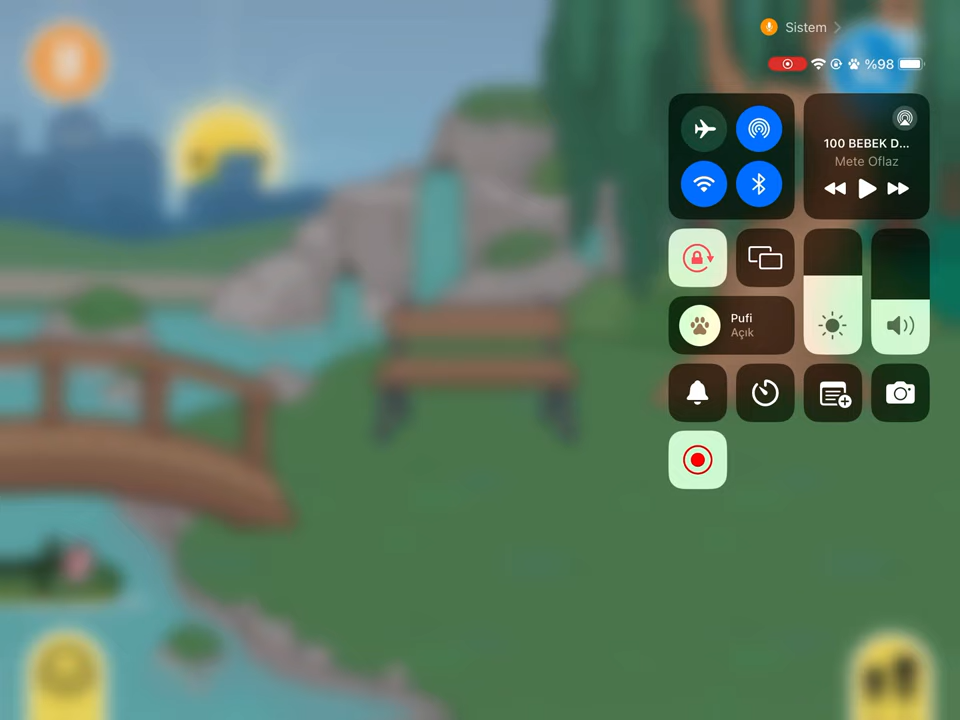 Sistem
%98
100 BEBEK D...
Mete Oflaz
Pufi
Açık